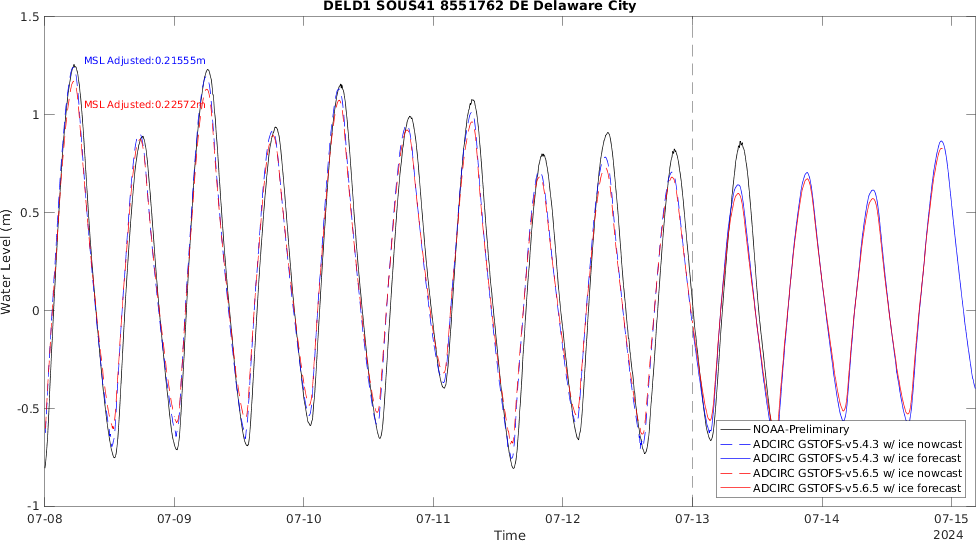 DELD1 SOUS41 8551762 DE Delaware City
1.5
MSL Adjusted:0.21555m
MSL Adjusted:0.22572m
1
0.5
0
-0.5
-1
Water Level (m)
NOAA-Preliminary
ADCIRC GSTOFS-v5.4.3 w/ ice nowcast
ADCIRC GSTOFS-v5.4.3 w/ ice forecast
ADCIRC GSTOFS-v5.6.5 w/ ice nowcast
ADCIRC GSTOFS-v5.6.5 w/ ice forecast
07-08 07-09 07-10 07-11 07-12 07-13 07-14 07-15
Time 2024